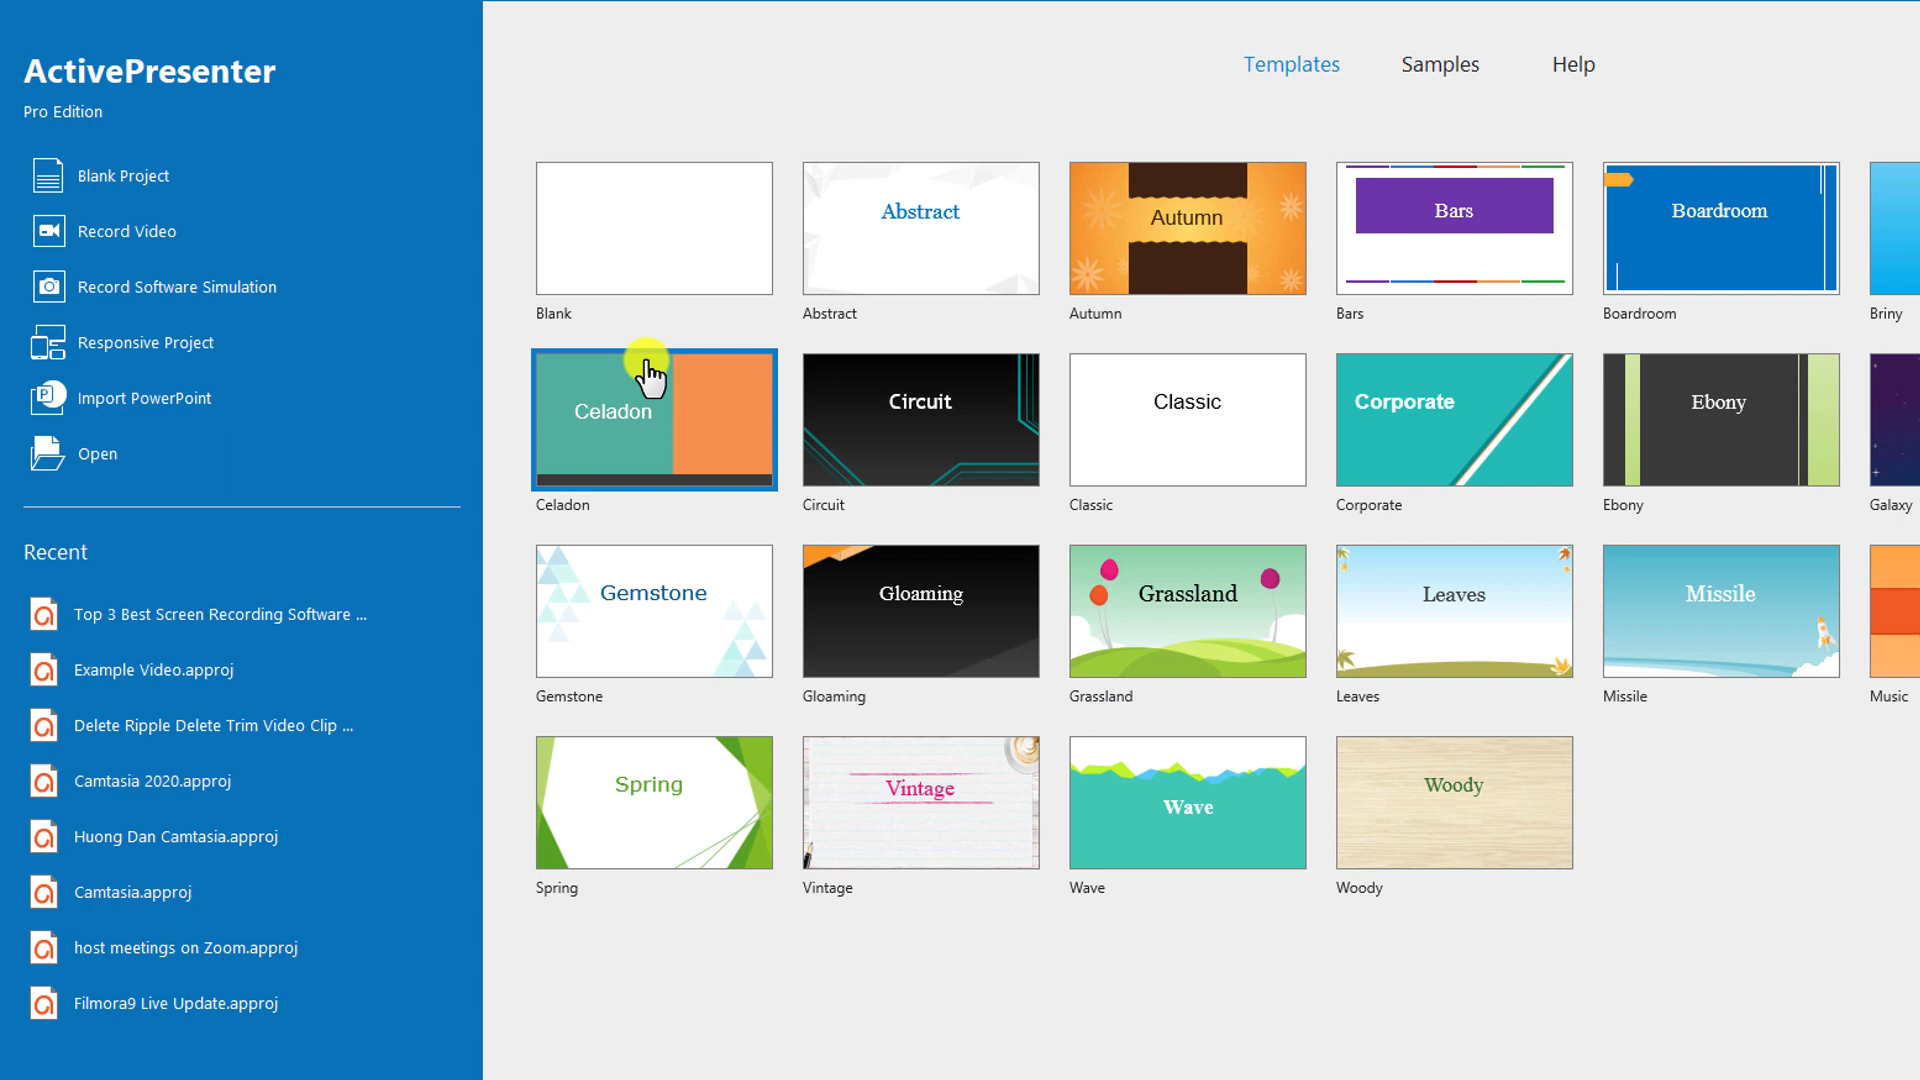 ActivePresenter
Pro Edition
Blank Project
Record Video
Record Software Simulation
Responsive Project
Import PowerPoint
Open
Recent
Top 3 Best Screen Recording Software ...
Example Video.approj
Delete Ripple Delete Trim Video Clip ...
Camtasia 2020.approj
Huong Dan Camtasia.approj
Camtasia.approj
host meetings on Zoom.approj
Filmora9 Live Update.approj
Templates Samples Help
Abstract Autumn Bars Boardroom
Blank Abstract Autumn Bars Boardroom Briny
Celadon Circuit Classic Corporate Ebony
Celadon Circuit Classic Corporate Ebony Galaxy
Gemstone Gloaming Grassland Leaves Missile
Gemstone Gloaming Grassland Leaves Missile Music
Spring Vintage Wave Woody
Spring Vintage Wave Woody